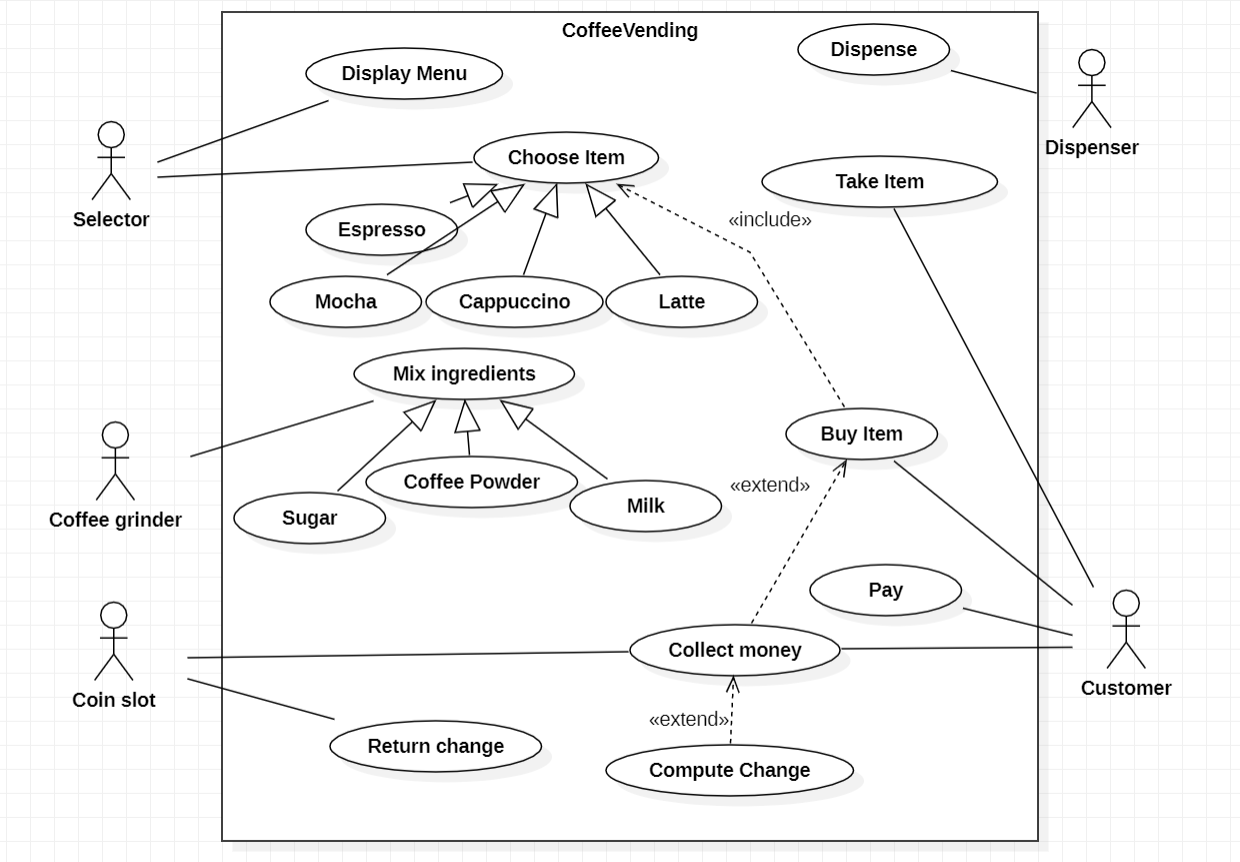 CoffeeVending
Dispense
Display Menu
Dispenser
Choose Item
Take Item
Selector
«include»
Espresso
Mocha
Cappuccino
Latte
Mix ingredients
Buy Item
Coffee Powder
«extend»
Milk
Sugar
Coffee grinder
Pay
Collect money
Customer
Coin slot
«extend»
Return change
Compute Change